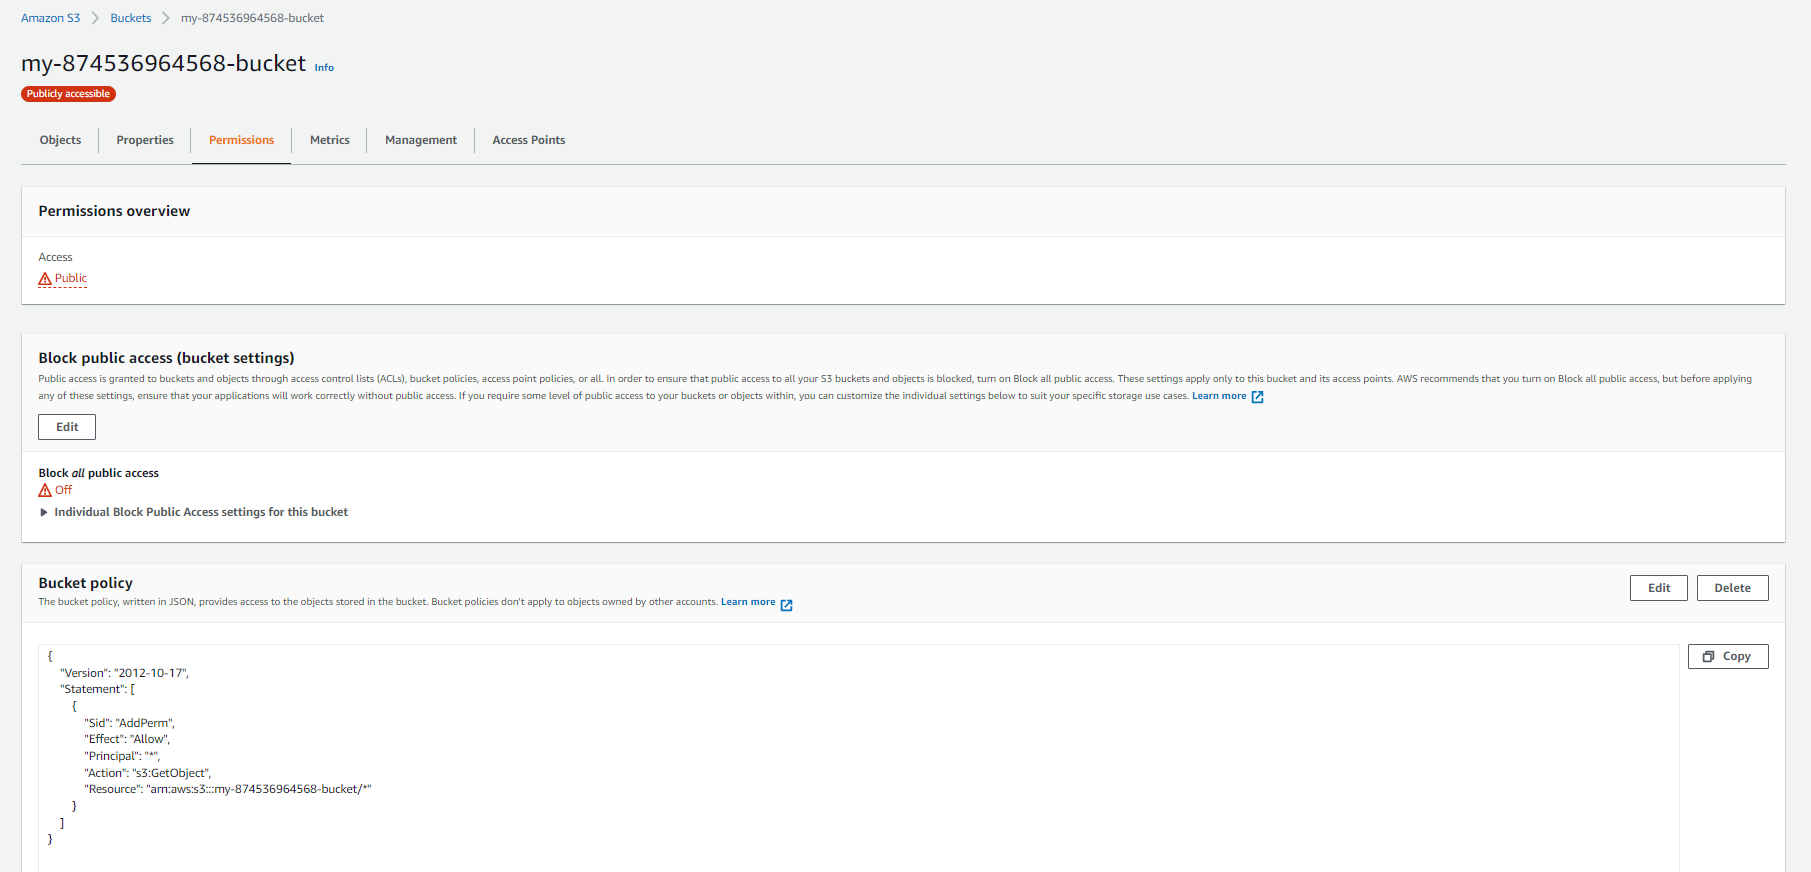 Amazon S3 > Buckets > my-874536964568-bucket
my-874536964568-bucket Info
Publicly accessible
Objects Properties Permissions Metrics Management Access Points
Permissions overview
Access
Public
Block public access (bucket settings)
Public access is granted to buckets and objects through access control lists (ACLs), bucket policies, access point policies, or all. In order to ensure that public access to all your S3 buckets and objects is blocked, turn on Block all public access. These settings apply only to this bucket and its access points. AWS recommends that you turn on Block all public access, but before applying
any of these settings, ensure that your applications will work correctly without public access. If you require some level of public access to your buckets or objects within, you can customize the individual settings below to suit your specific storage use cases. Learn more
Edit
Block all public access
Off
Individual Block Public Access settings for this bucket
Bucket policy
Edit Delete
The bucket policy, written in JSON, provides access to the objects stored in the bucket. Bucket policies don't apply to objects owned by other accounts. Learn more
Copy
{
"Version": "2012-10-17",
"Statement": [
{
"Sid": "AddPerm",
"Effect": "Allow",
"Principal": "*",
"Action": "s3:GetObject",
"Resource": "arn:aws:s3:::my-874536964568-bucket/*"
}
]
}